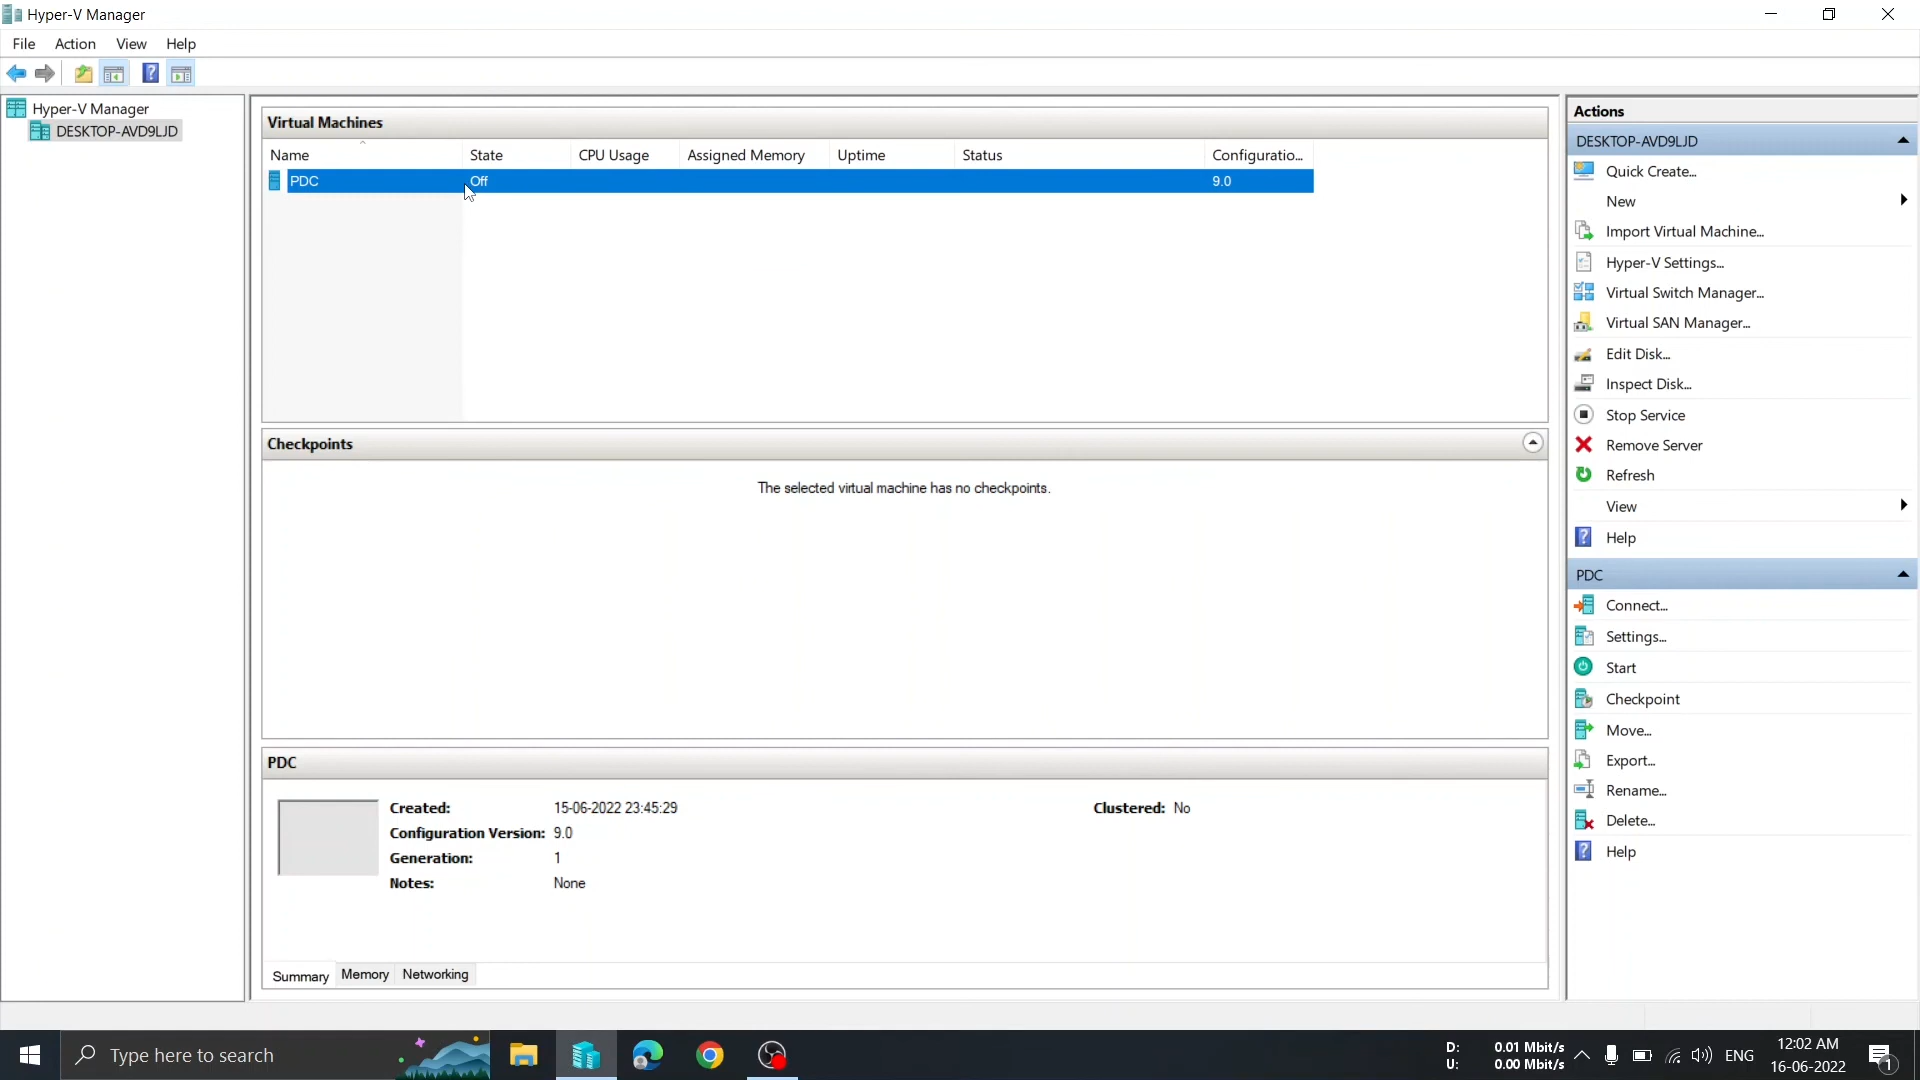 Hyper-V Manager
File Action View Help
Hyper-V Manager
DESKTOP-AVD9LJD
Virtual Machines
Name State CPU Usage Assigned Memory Uptime Status Configuratio...
PDC Off 9.0
Checkpoints
The selected virtual machine has no checkpoints.
PDC
Created: 15-06-2022 23:45:29 Clustered: No
Configuration Version: 9.0
Generation: 1
Notes: None
Summary Memory Networking
Actions
DESKTOP-AVD9LJD
Quick Create...
New
Import Virtual Machine...
Hyper-V Settings...
Virtual Switch Manager...
Virtual SAN Manager...
Edit Disk...
Inspect Disk...
Stop Service
Remove Server
Refresh
View
Help
PDC
Connect...
Settings...
Start
Checkpoint
Move...
Export...
Rename...
Delete...
Help
Type here to search
D: 0.01 Mbit/s
U: 0.00 Mbit/s
ENG
12:02 AM
16-06-2022
1